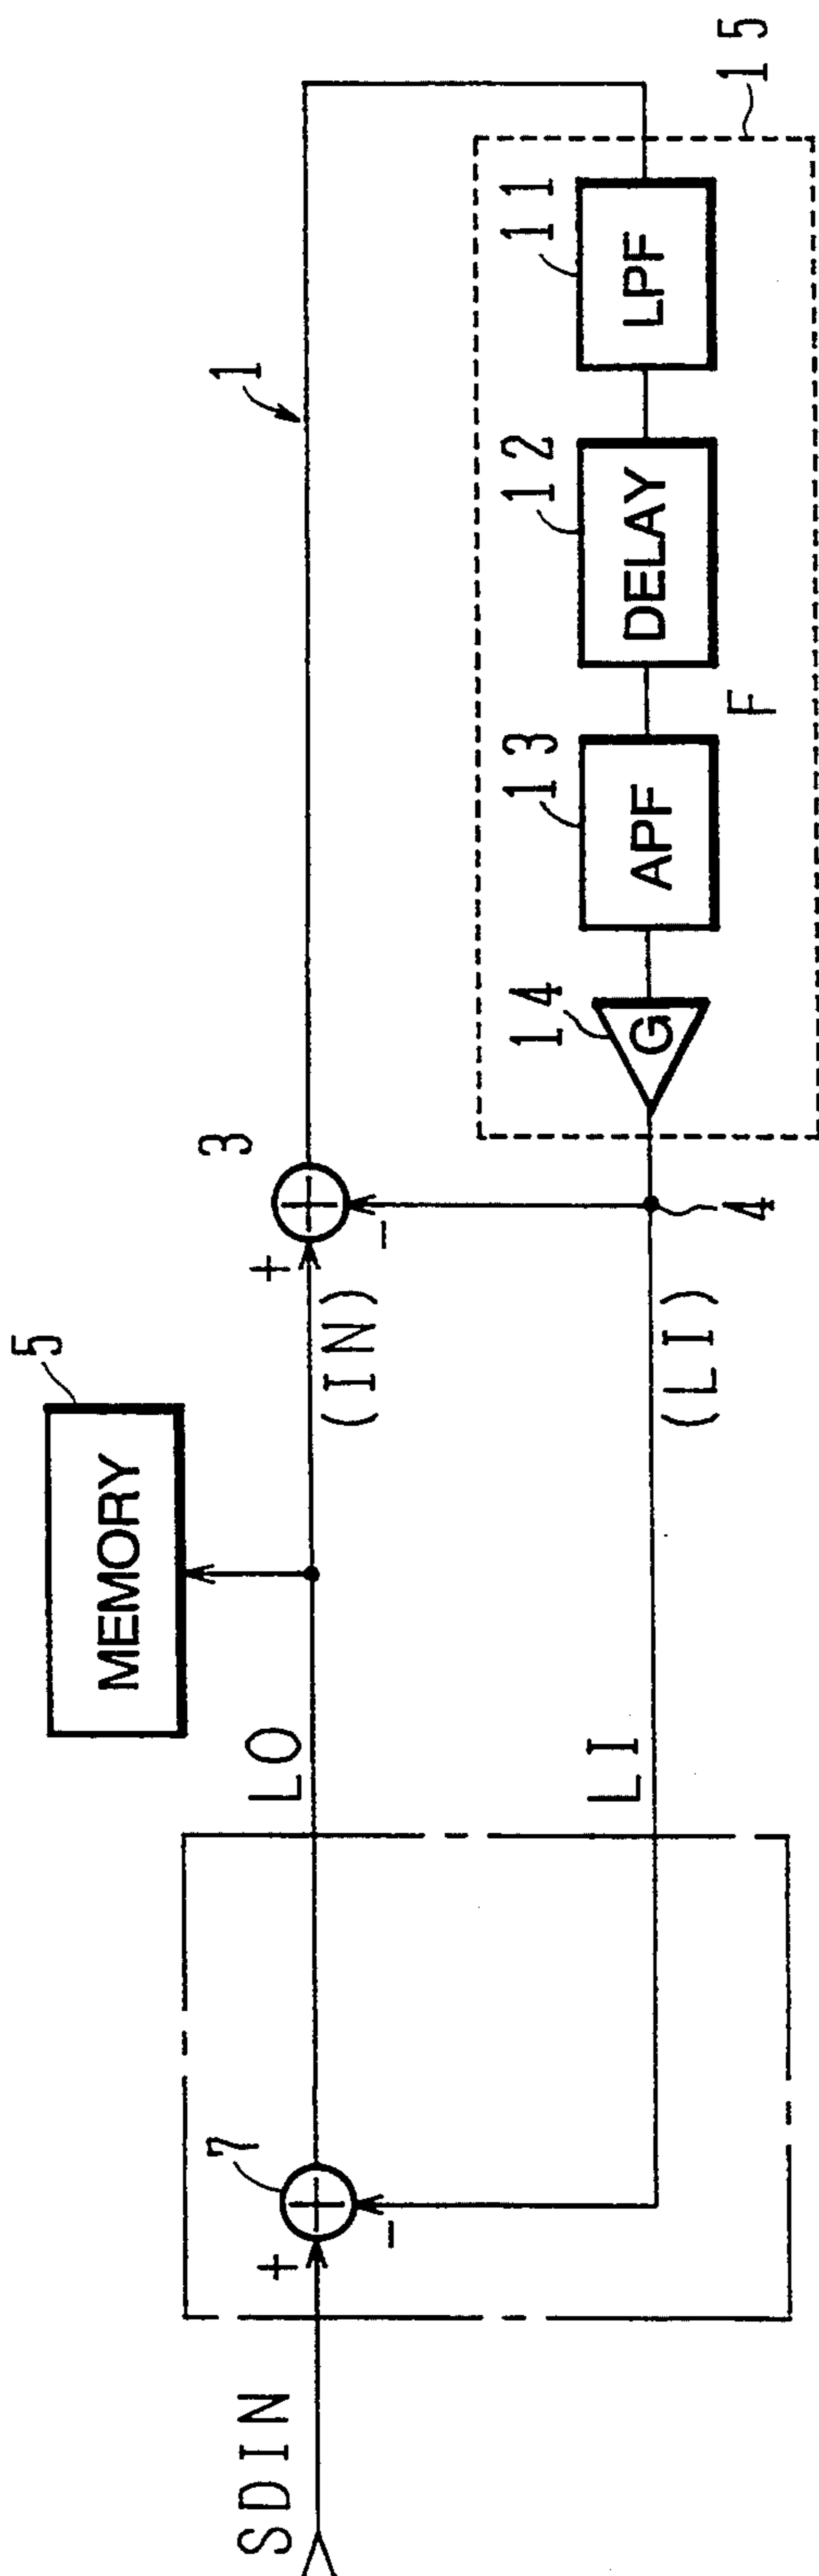 MEMORY
5
SDIN
+
7
-
LO
(IN)
+
3
-
1
LI
(LI)
4
14
G
13
APF
F
12
DELAY
11
LPF
15